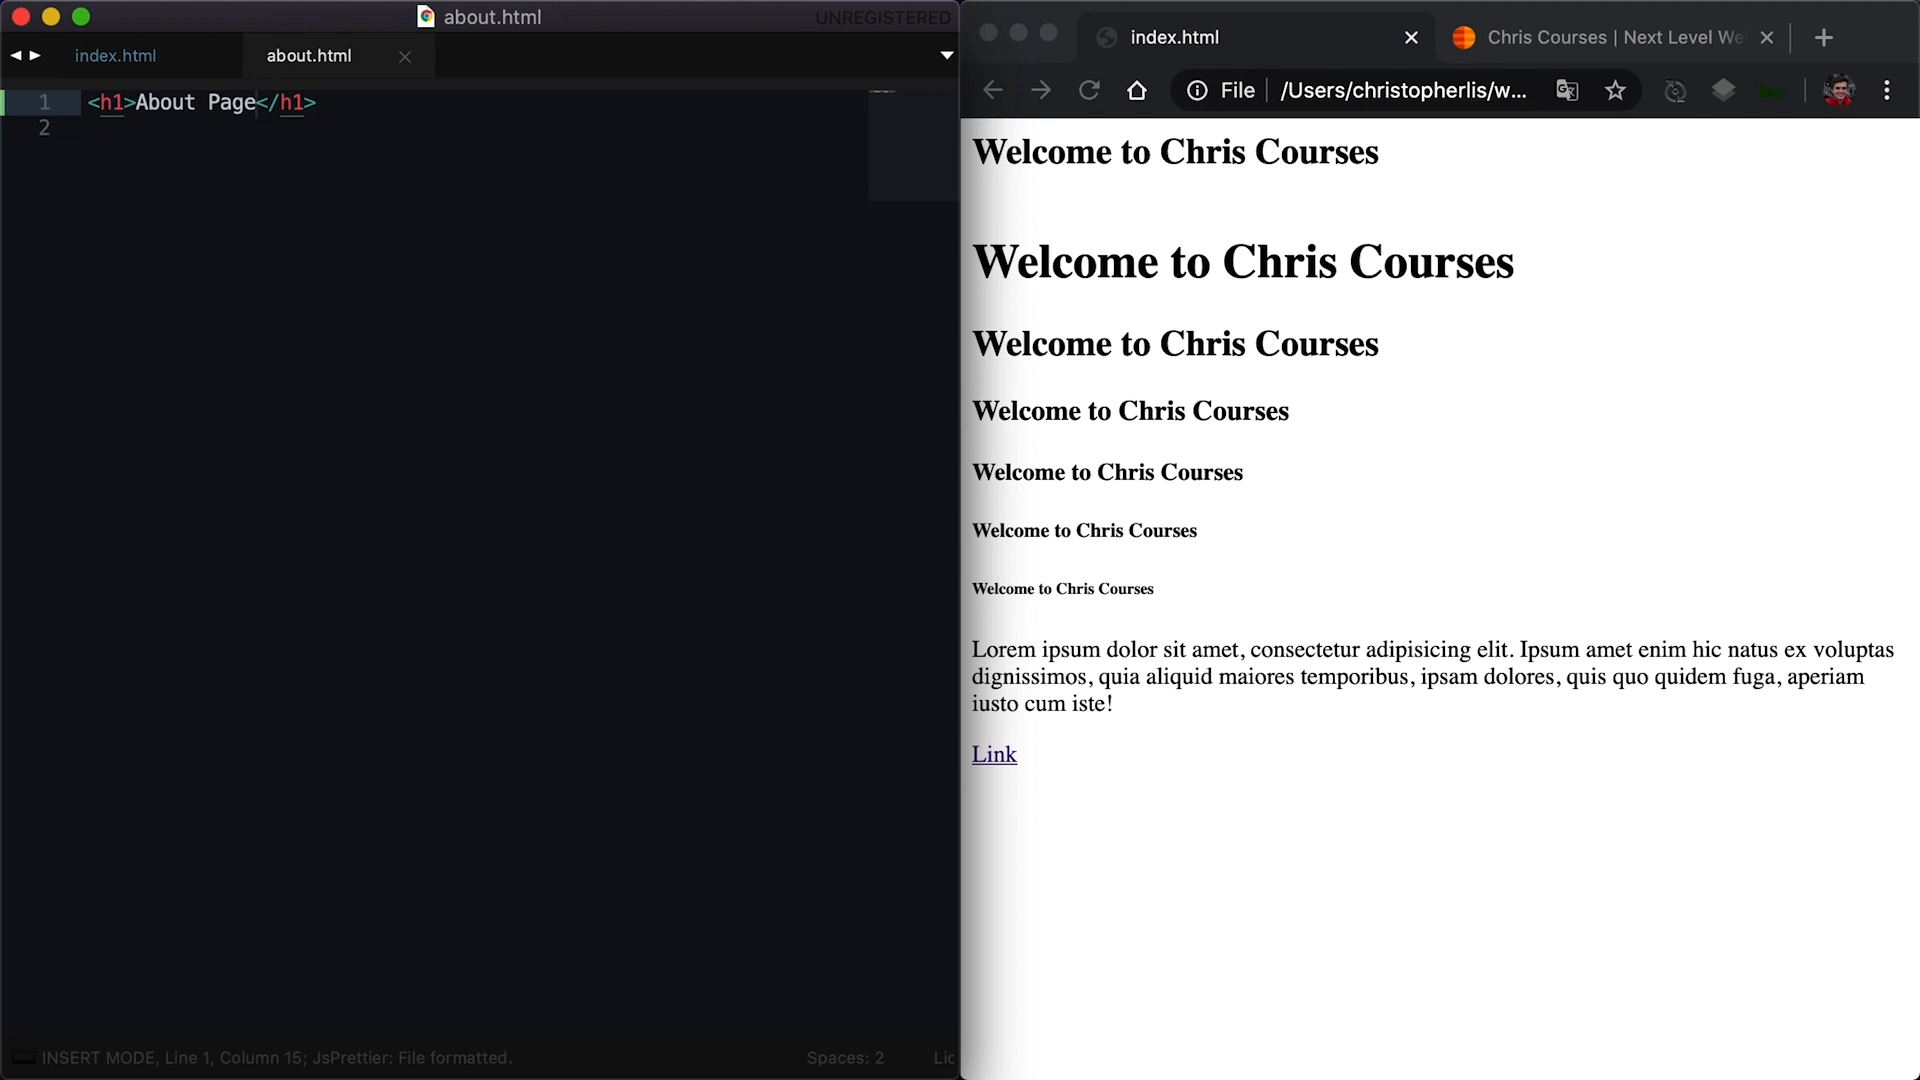 about.html
UNREGISTERED
index.html
about.html
1 <h1>About Page</h1>
2
INSERT MODE, Line 1, Column 15; JsPrettier: File formatted.
Spaces: 2
index.html
Chris Courses | Next Level We
File
/Users/christopherlis/w...
Welcome to Chris Courses
Welcome to Chris Courses
Welcome to Chris Courses
Welcome to Chris Courses
Welcome to Chris Courses
Welcome to Chris Courses
Welcome to Chris Courses
Lorem ipsum dolor sit amet, consectetur adipisicing elit. Ipsum amet enim hic natus ex voluptas
dignissimos, quia aliquid maiores temporibus, ipsam dolores, quis quo quidem fuga, aperiam
iusto cum iste!
Link